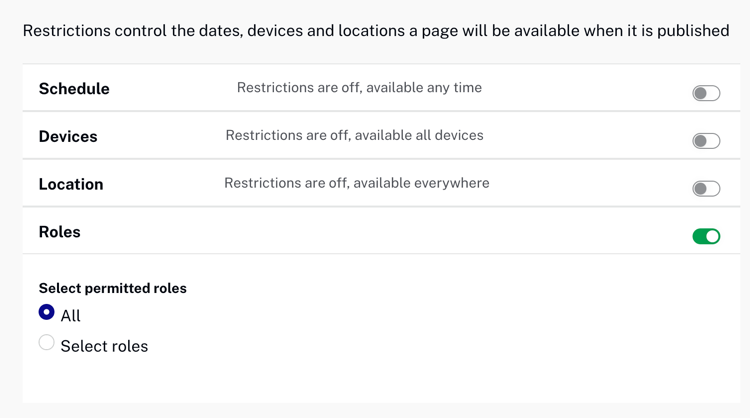 Restrictions control the dates, devices and locations a page will be available when it is published
Schedule Restrictions are off, available any time
Devices Restrictions are off, available all devices
Location Restrictions are off, available everywhere
Roles
Select permitted roles
All
Select roles